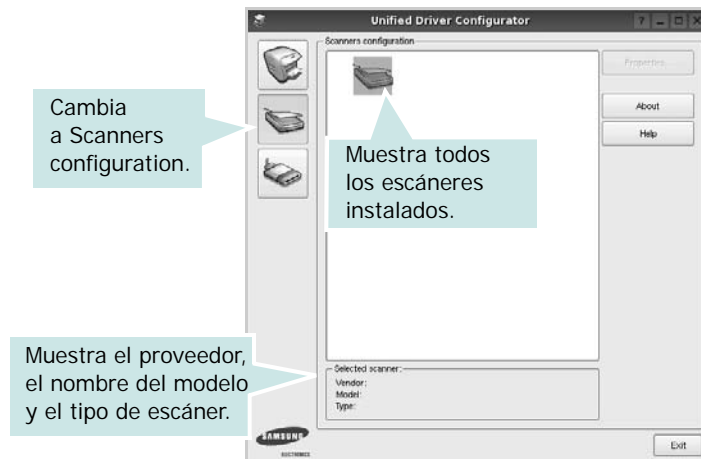 Unified Driver Configurator
Scanners configuration
Properties...
About
Help
Cambia
a Scanners
configuration.
Muestra todos
los escáneres
instalados.
Muestra el proveedor,
el nombre del modelo
y el tipo de escáner.
Selected scanner:
Vendor:
Model:
Type:
SAMSUNG
ELECTRONICS
Exit